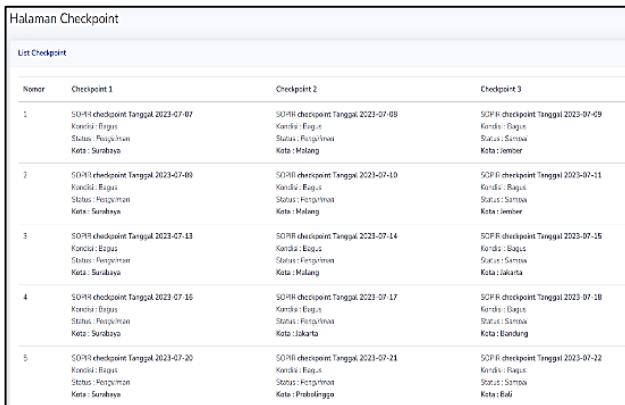 Halaman Checkpoint
List Checkpoint
Nomor Checkpoint 1 Checkpoint 2 Checkpoint 3
1 SOPIR checkpoint Tanggal 2023-07-07 SOPIR checkpoint Tanggal 2023-07-08 SOPIR checkpoint Tanggal 2023-07-09
Kondisi : Bagus Kondisi : Bagus Kondisi : Bagus
Status : Pengiriman Status : Pengiriman Status : Sampai
Kota : Surabaya Kota : Malang Kota : Jember
2 SOPIR checkpoint Tanggal 2023-07-09 SOPIR checkpoint Tanggal 2023-07-10 SOPIR checkpoint Tanggal 2023-07-11
Kondisi : Bagus Kondisi : Bagus Kondisi : Bagus
Status : Pengiriman Status : Pengiriman Status : Sampai
Kota : Surabaya Kota : Malang Kota : Jember
3 SOPIR checkpoint Tanggal 2023-07-13 SOPIR checkpoint Tanggal 2023-07-14 SOPIR checkpoint Tanggal 2023-07-15
Kondisi : Bagus Kondisi : Bagus Kondisi : Bagus
Status : Pengiriman Status : Pengiriman Status : Sampai
Kota : Surabaya Kota : Malang Kota : Jakarta
4 SOPIR checkpoint Tanggal 2023-07-16 SOPIR checkpoint Tanggal 2023-07-17 SOPIR checkpoint Tanggal 2023-07-18
Kondisi : Bagus Kondisi : Bagus Kondisi : Bagus
Status : Pengiriman Status : Pengiriman Status : Sampai
Kota : Surabaya Kota : Jakarta Kota : Bandung
5 SOPIR checkpoint Tanggal 2023-07-20 SOPIR checkpoint Tanggal 2023-07-21 SOPIR checkpoint Tanggal 2023-07-22
Kondisi : Bagus Kondisi : Bagus Kondisi : Bagus
Status : Pengiriman Status : Pengiriman Status : Sampai
Kota : Surabaya Kota : Probolinggo Kota : Bali